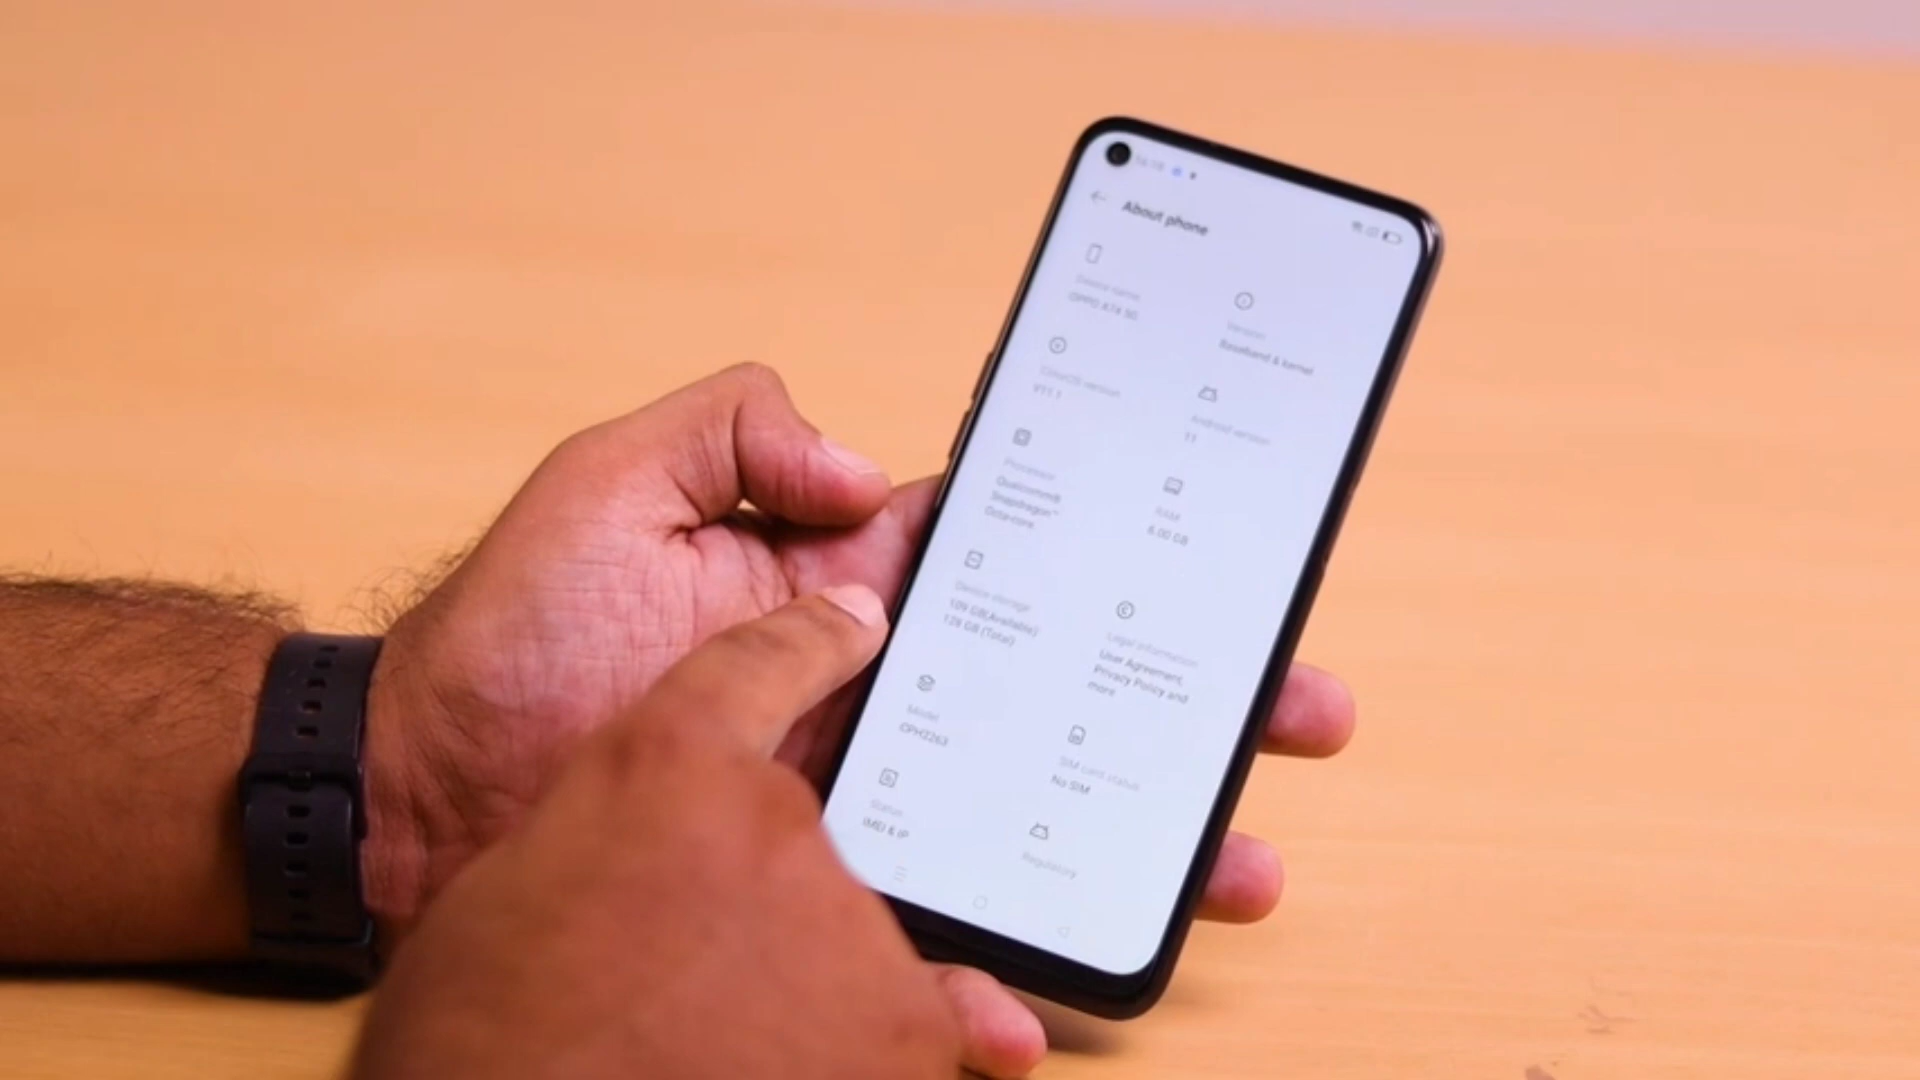 About phone
Device name
OPPO A74 5G
Version
Baseband & kernel
ColorOS version
V11.1
Android version
11
Processor
Qualcomm®
Snapdragon™
Octa-core
RAM
6.00 GB
Device storage
109 GB(Available)
128 GB (Total)
Legal information
User Agreement,
Privacy Policy and
more
Model
CPH2263
SIM card status
No SIM
Status
IMEI & IP
Regulatory